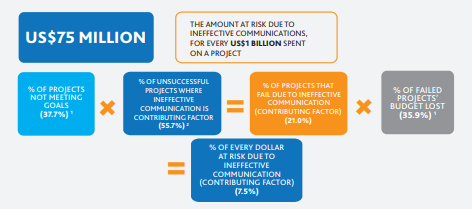 US$75 MILLION
THE AMOUNT AT RISK DUE TO
INEFFECTIVE COMMUNICATIONS,
FOR EVERY US$1 BILLION SPENT
ON A PROJECT
% OF PROJECTS
NOT MEETING
GOALS
(37.7%) ¹
×
% OF UNSUCCESSFUL
PROJECTS WHERE
INEFFECTIVE
COMMUNICATION IS
CONTRIBUTING FACTOR
(55.7%) ²
=
% OF PROJECTS THAT
FAIL DUE TO INEFFECTIVE
COMMUNICATION
(CONTRIBUTING FACTOR)
(21.0%)
×
% OF FAILED
PROJECTS'
BUDGET LOST
(35.9%) ¹
=
% OF EVERY DOLLAR
AT RISK DUE TO
INEFFECTIVE
COMMUNICATION
(CONTRIBUTING FACTOR)
(7.5%)